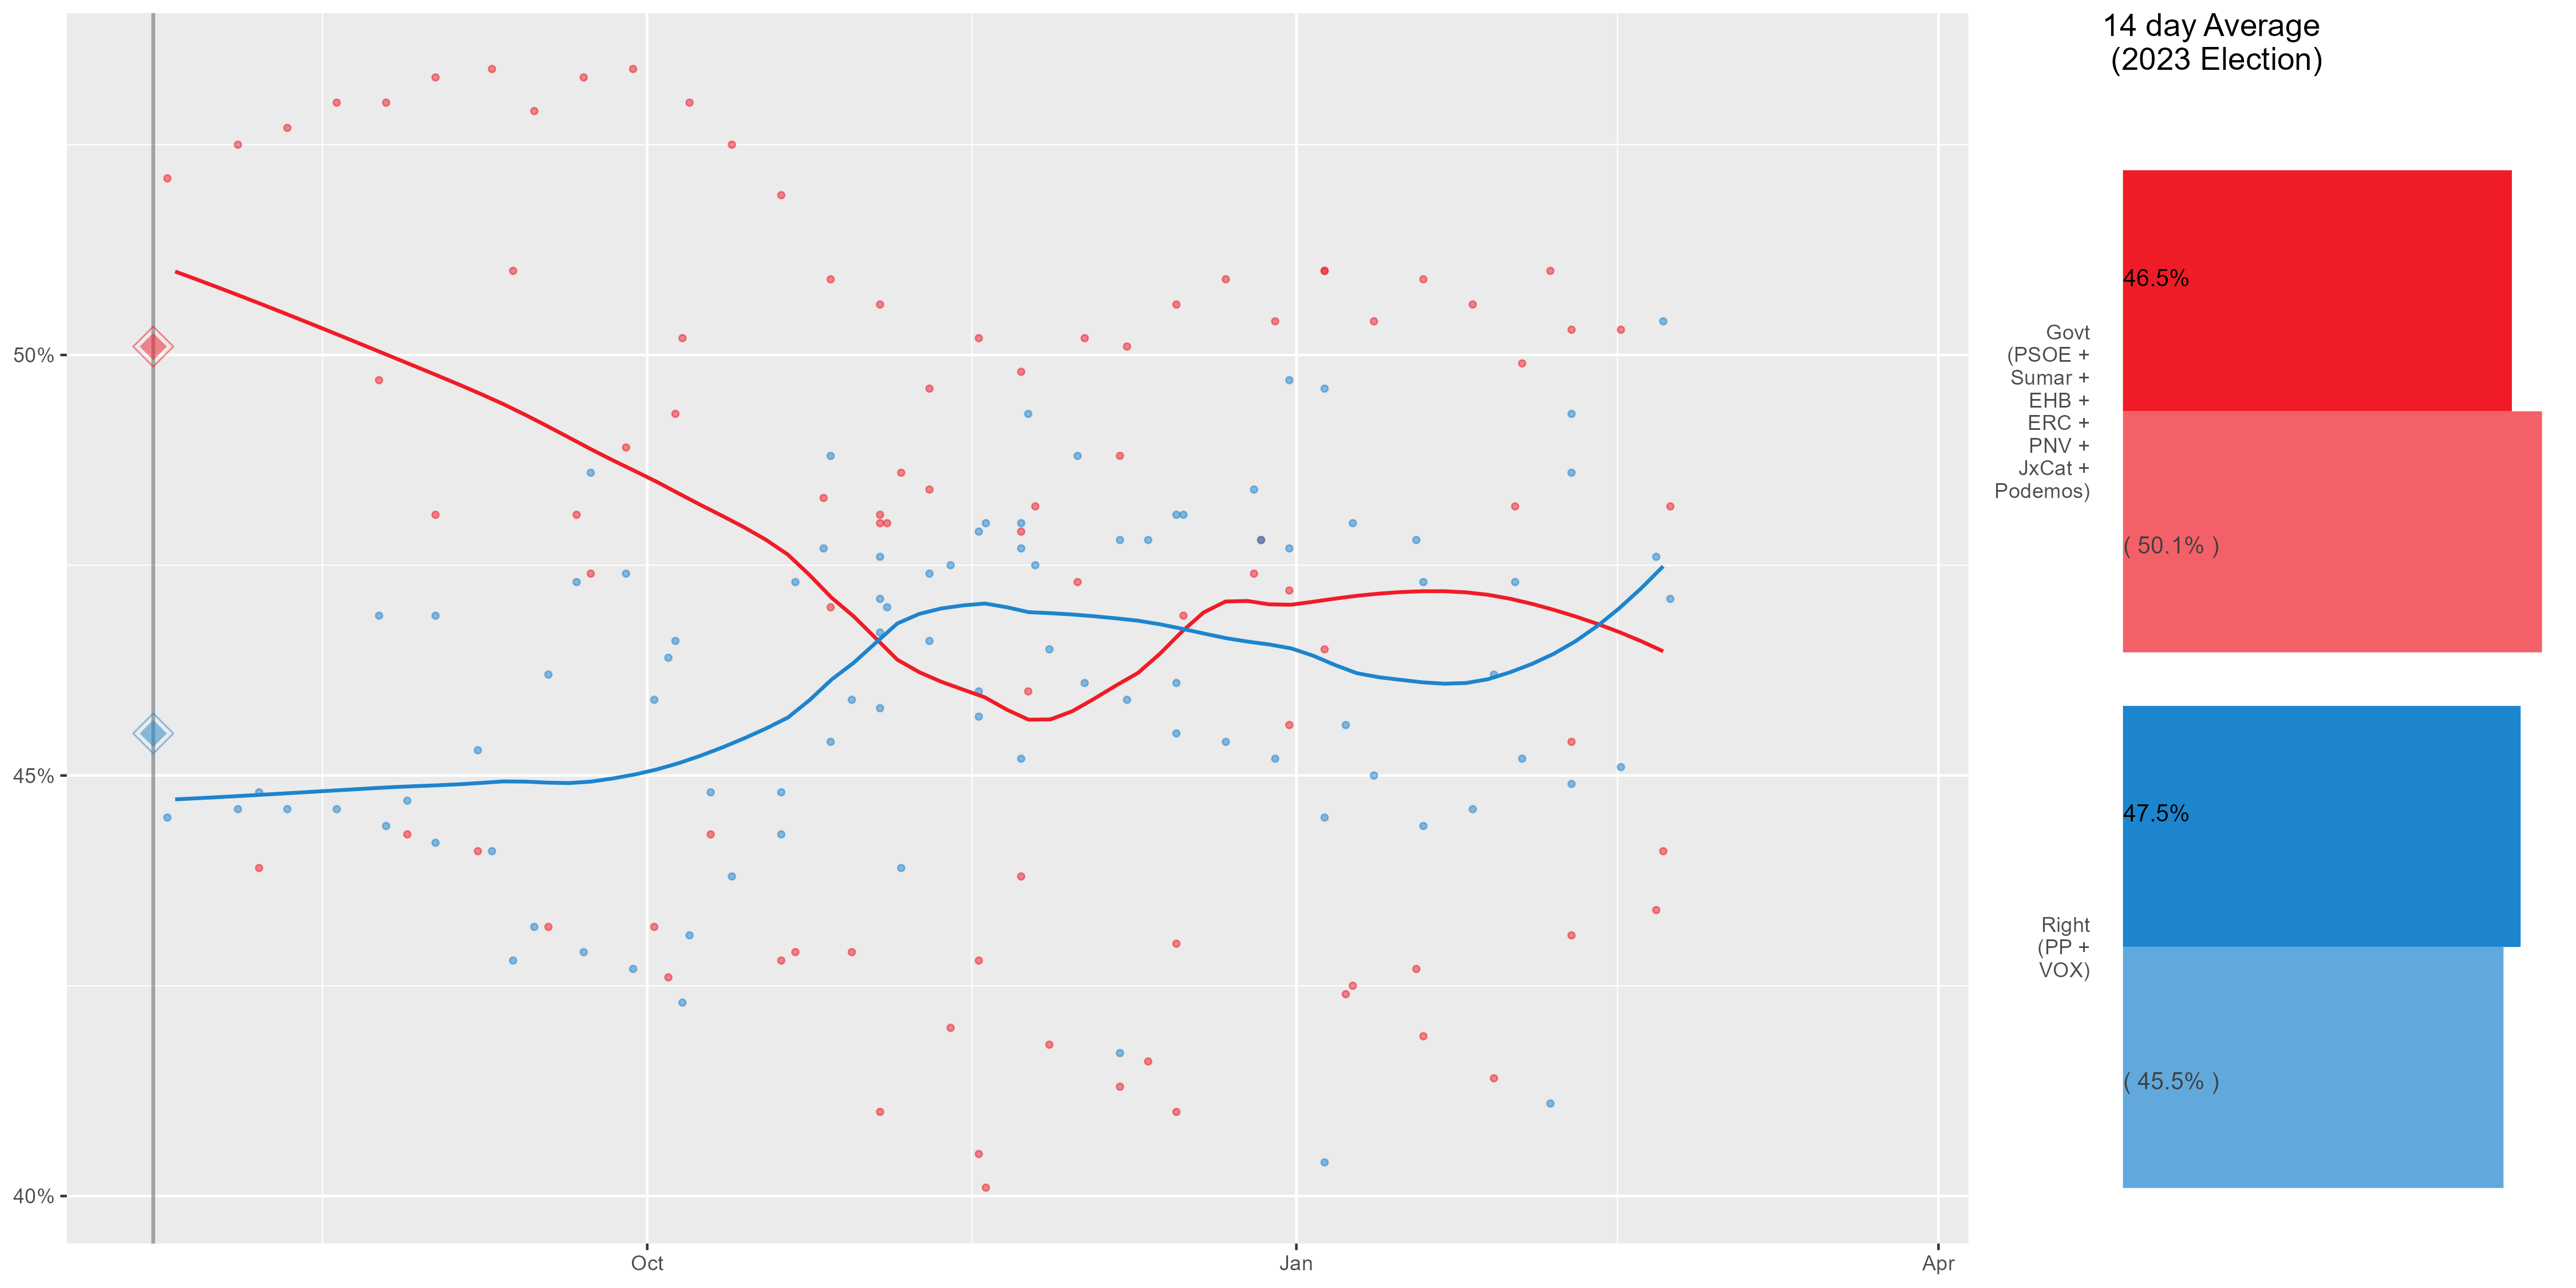 14 day Average
(2023 Election)
50%
45%
40%
Oct
Jan
Apr
Govt
(PSOE +
Sumar +
EHB +
ERC +
PNV +
JxCat +
Podemos)
46.5%
( 50.1% )
Right
(PP +
VOX)
47.5%
( 45.5% )